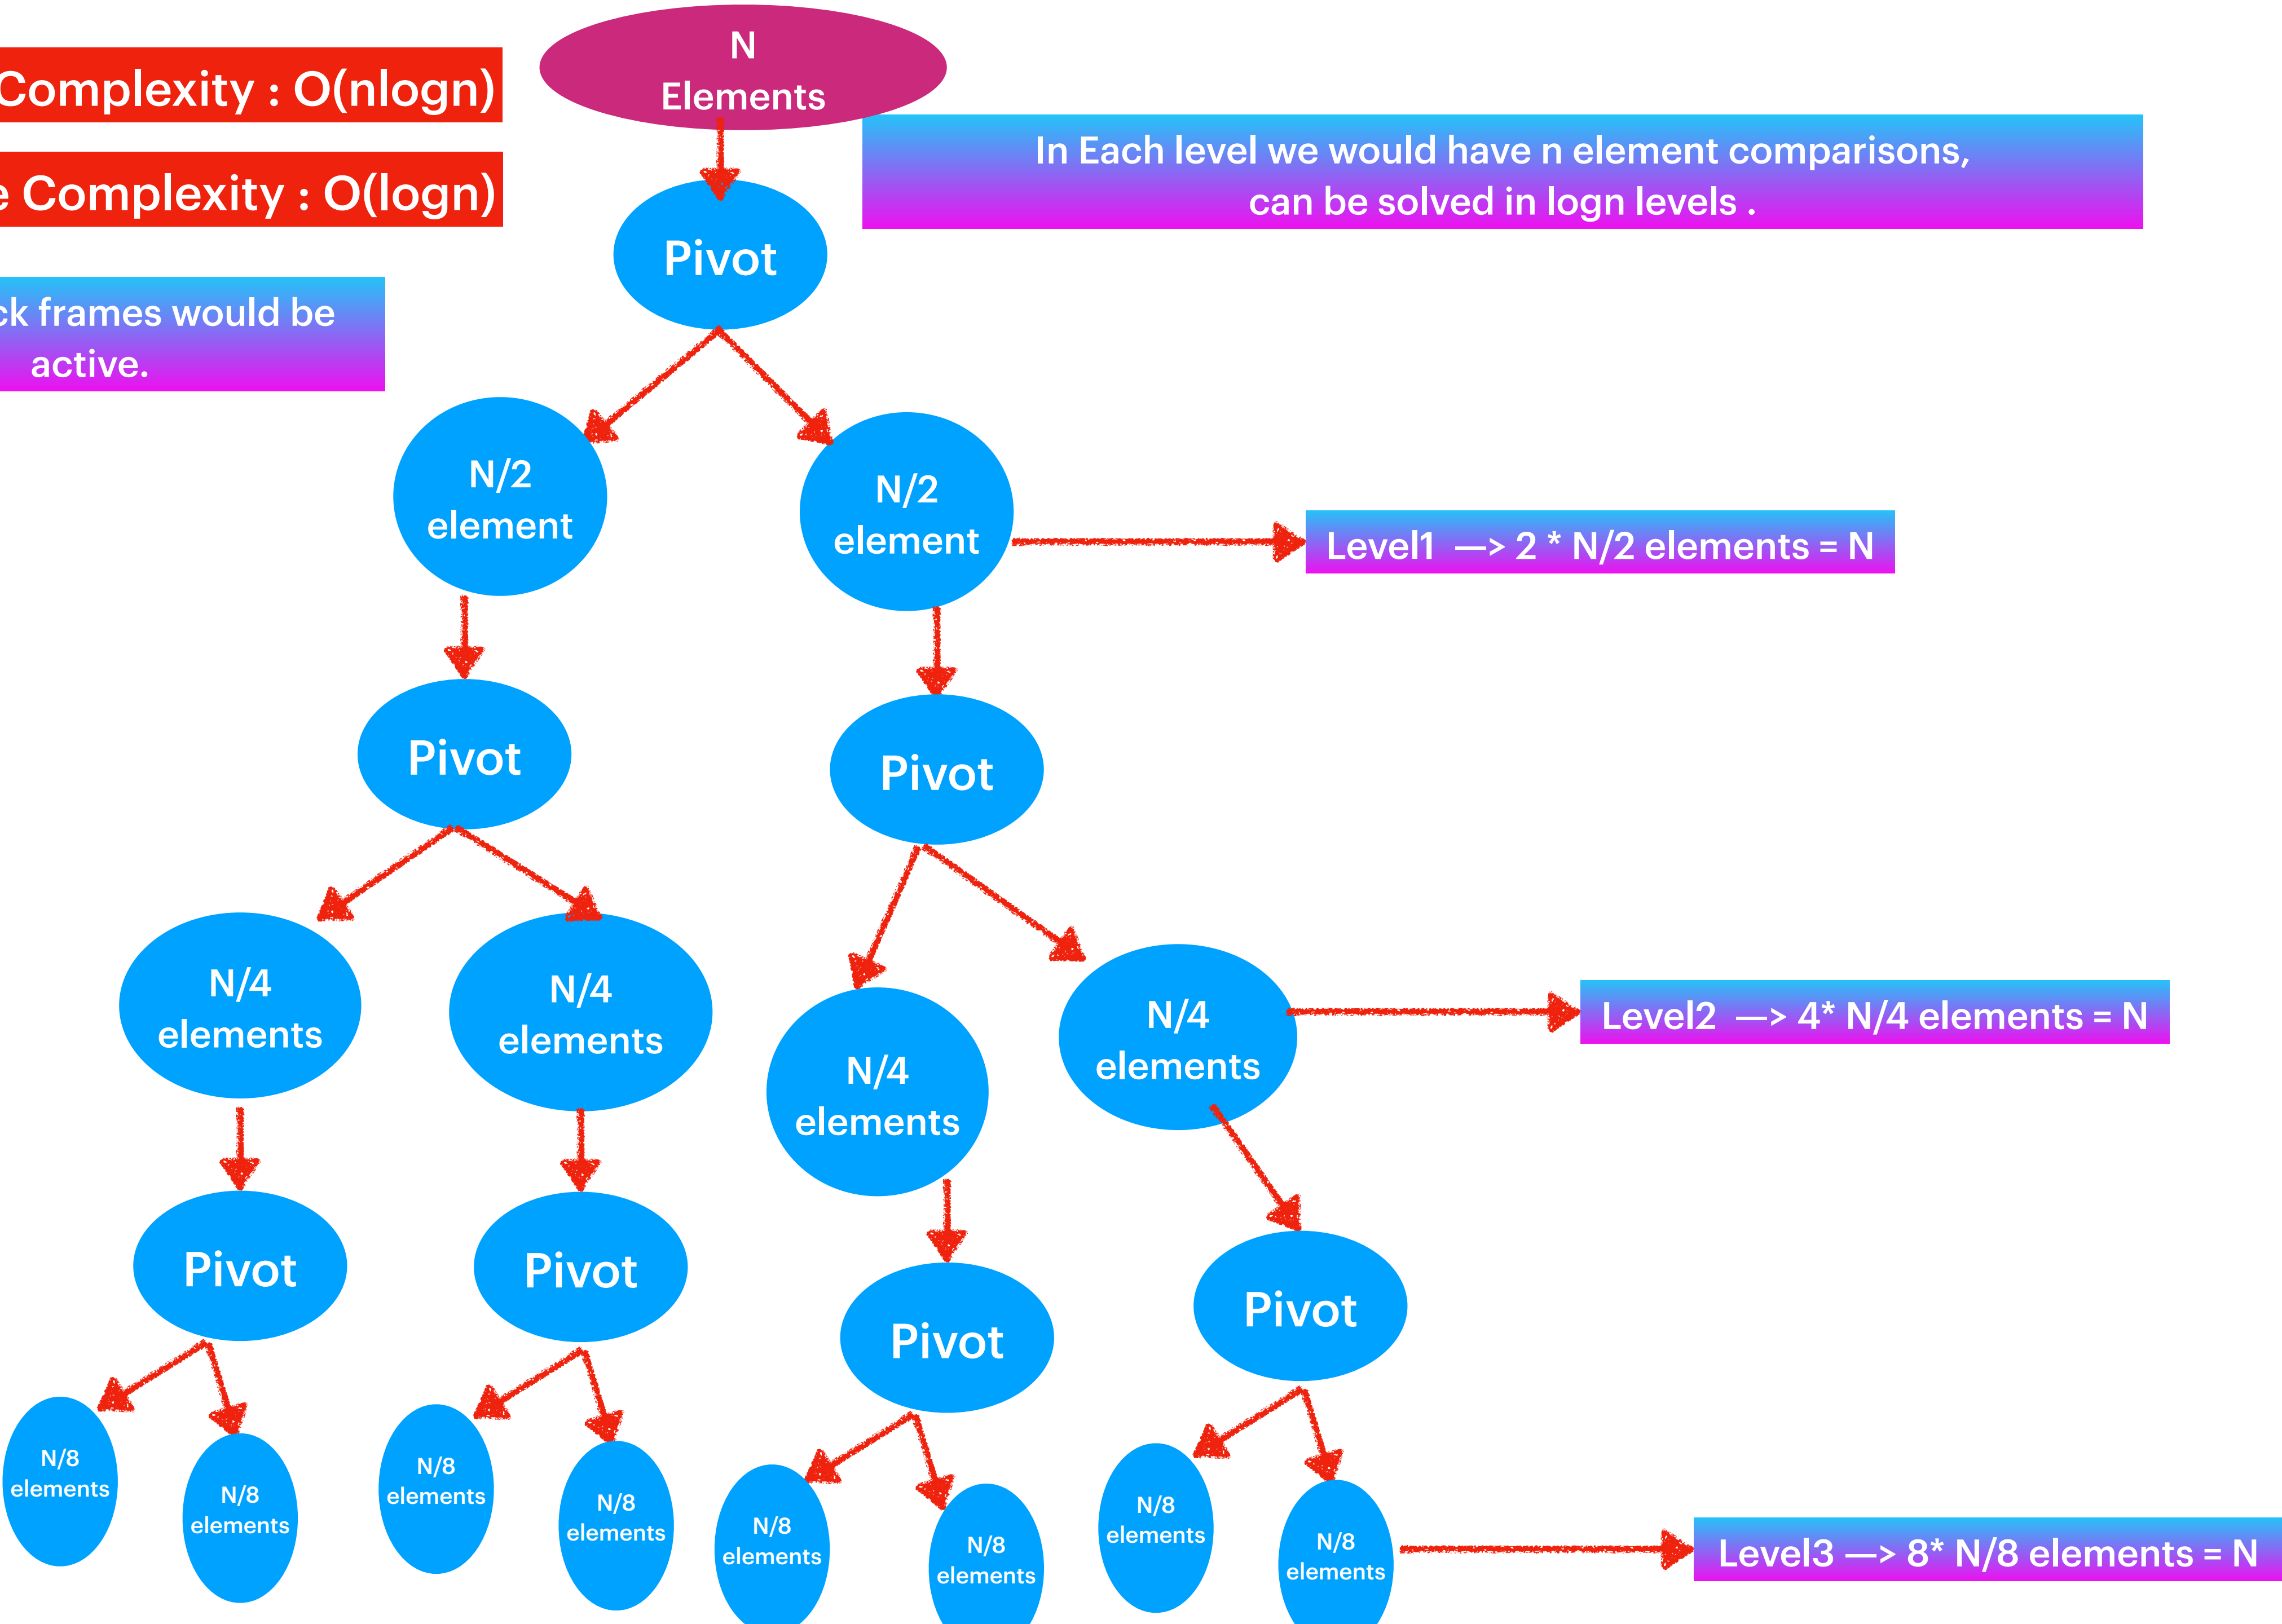 N
Elements
Complexity : O(nlogn)
In Each level we would have n element comparisons,
can be solved in logn levels .
Complexity : O(logn)
Pivot
frames would be
active.
N/2
element
N/2
element
Level1 —> 2 * N/2 elements = N
Pivot
Pivot
N/4
elements
N/4
elements
N/4
elements
N/4
elements
Level2 —> 4* N/4 elements = N
Pivot
Pivot
Pivot
Pivot
N/8
elements
N/8
elements
N/8
elements
N/8
elements
N/8
elements
N/8
elements
N/8
elements
N/8
elements
Level3 —> 8* N/8 elements = N